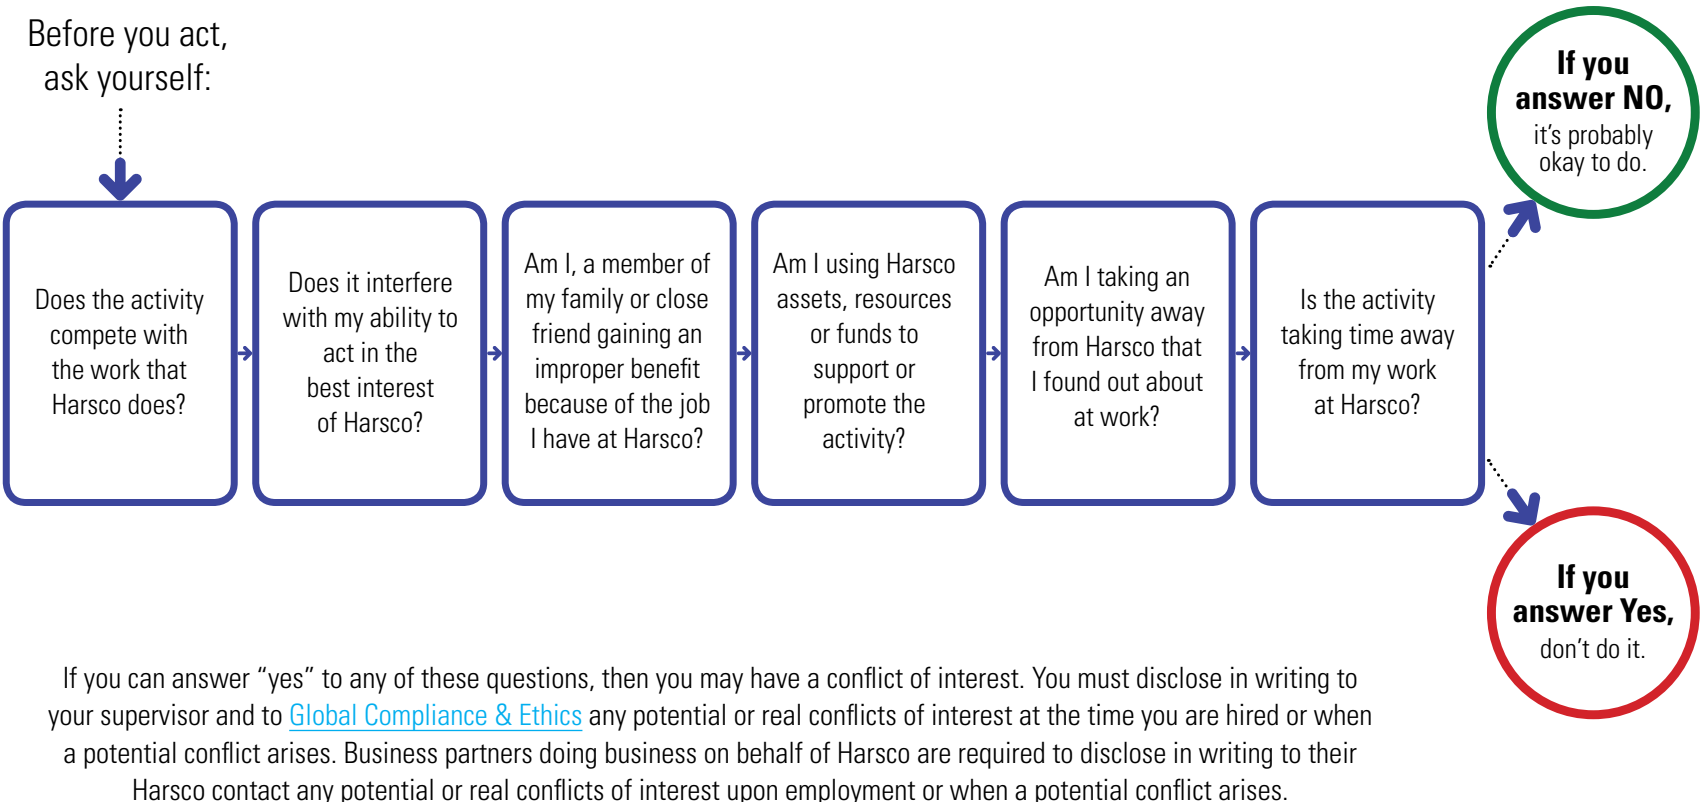 Before you act,
ask yourself:
Does the activity
compete with
the work that
Harsco does?
Does it interfere
with my ability to
act in the
best interest
of Harsco?
Am I, a member of
my family or close
friend gaining an
improper benefit
because of the job
I have at Harsco?
Am I using Harsco
assets, resources
or funds to
support or
promote the
activity?
Am I taking an
opportunity away
from Harsco that
I found out about
at work?
Is the activity
taking time away
from my work
at Harsco?
If you
answer NO,
it's probably
okay to do.
If you
answer Yes,
don't do it.
If you can answer “yes” to any of these questions, then you may have a conflict of interest. You must disclose in writing to
your supervisor and to Global Compliance & Ethics any potential or real conflicts of interest at the time you are hired or when
a potential conflict arises. Business partners doing business on behalf of Harsco are required to disclose in writing to their
Harsco contact any potential or real conflicts of interest upon employment or when a potential conflict arises.